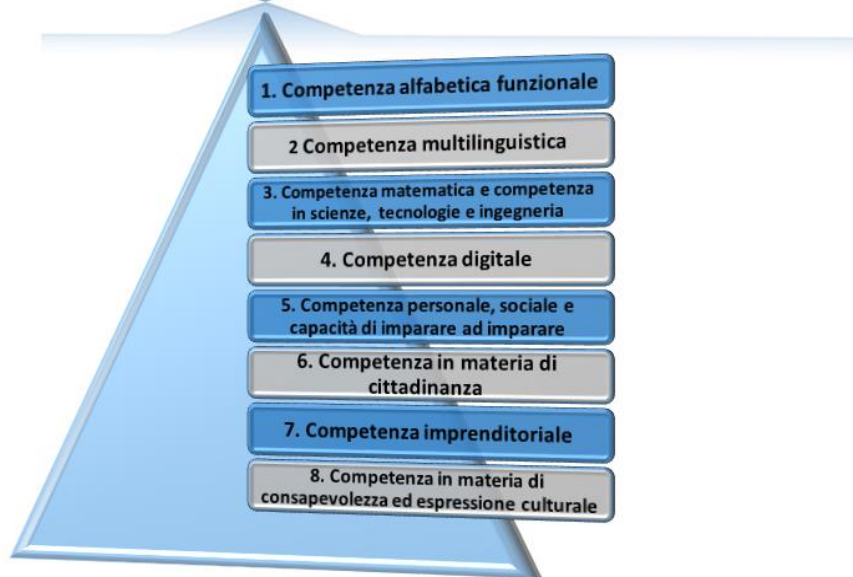 1. Competenza alfabetica funzionale
2 Competenza multilinguistica
3. Competenza matematica e competenza
in scienze, tecnologie e ingegneria
4. Competenza digitale
5. Competenza personale, sociale e
capacità di imparare ad imparare
6. Competenza in materia di
cittadinanza
7. Competenza imprenditoriale
8. Competenza in materia di
consapevolezza ed espressione culturale